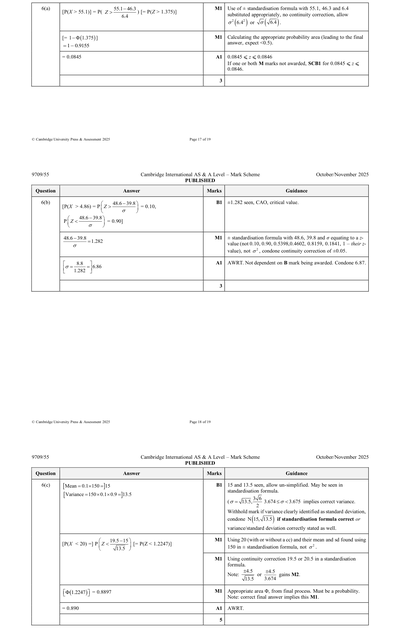 6(a)
[P(X > 55.1) = P( Z > 55.1−46.3 / 6.4 ) [= P(Z > 1.375)]
M1
Use of ± standardisation formula with 55.1, 46.3 and 6.4
substituted appropriately, no continuity correction, allow
σ²(6.4²) or √σ(√6.4).
[= 1− Φ(1.375)]
= 1 − 0.9155
M1
Calculating the appropriate probability area (leading to the final
answer, expect <0.5).
= 0.0845
A1
0.0845 ⩽ z ⩽ 0.0846
If one or both M marks not awarded, SCB1 for 0.0845 ⩽ z ⩽
0.0846.
3
© Cambridge University Press & Assessment 2025
Page 17 of 19
9709/55
Cambridge International AS & A Level – Mark Scheme
October/November 2025
PUBLISHED
Question
Answer
Marks
Guidance
6(b)
[P(X > 4.86) = P( Z > 48.6−39.8 / σ ) = 0.10,
P( Z < 48.6−39.8 / σ ) = 0.90]
B1
±1.282 seen, CAO, critical value.
48.6−39.8 / σ = 1.282
M1
± standardisation formula with 48.6, 39.8 and σ equating to a z-
value (not 0.10, 0.90, 0.5398, 0.4602, 0.8159, 0.1841, 1 – their z-
value), not σ², condone continuity correction of ±0.05.
[σ = 8.8 / 1.282 =] 6.86
A1
AWRT. Not dependent on B mark being awarded. Condone 6.87.
3
© Cambridge University Press & Assessment 2025
Page 18 of 19
9709/55
Cambridge International AS & A Level – Mark Scheme
October/November 2025
PUBLISHED
Question
Answer
Marks
Guidance
6(c)
[Mean = 0.1×150 =]15
[Variance = 150×0.1×0.9 =]13.5
B1
15 and 13.5 seen, allow un-simplified. May be seen in
standardisation formula.
(σ = √13.5, 3√6 / 2, 3.674 ≤ σ < 3.675 implies correct variance.
Withhold mark if variance clearly identified as standard deviation,
condone N(15,√13.5) if standardisation formula correct or
variance/standard deviation correctly stated as well.
[P(X < 20) =] P( Z < 19.5−15 / √13.5 ) [= P(Z < 1.2247)]
M1
Using 20 (with or without a cc) and their mean and sd found using
150 in ± standardisation formula, not σ².
M1
Using continuity correction 19.5 or 20.5 in a standardisation
formula.
Note: ±4.5 / √13.5 or ±4.5 / 3.674 gains M2.
[Φ(1.2247)] = 0.8897
M1
Appropriate area Φ, from final process. Must be a probability.
Note: correct final answer implies this M1.
= 0.890
A1
AWRT.
5